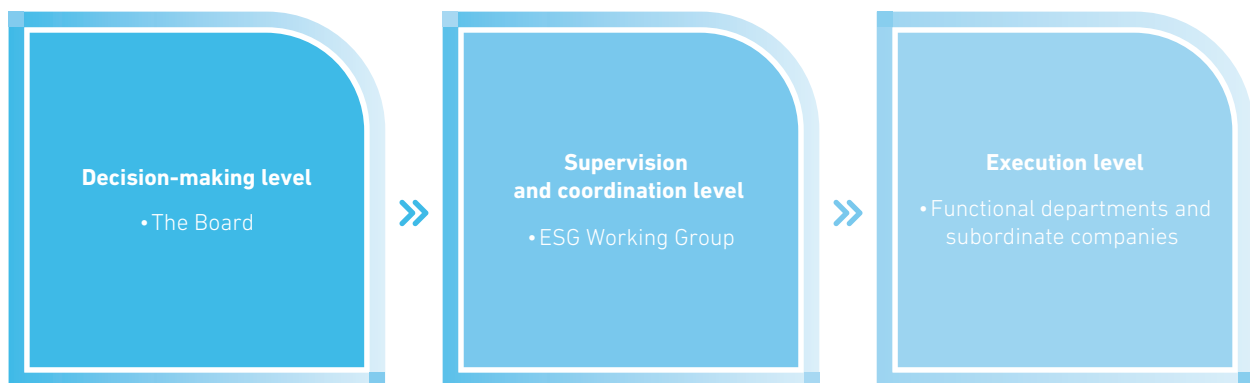 Decision-making level
•The Board
Supervision
and coordination level
•ESG Working Group
Execution level
•Functional departments and
subordinate companies